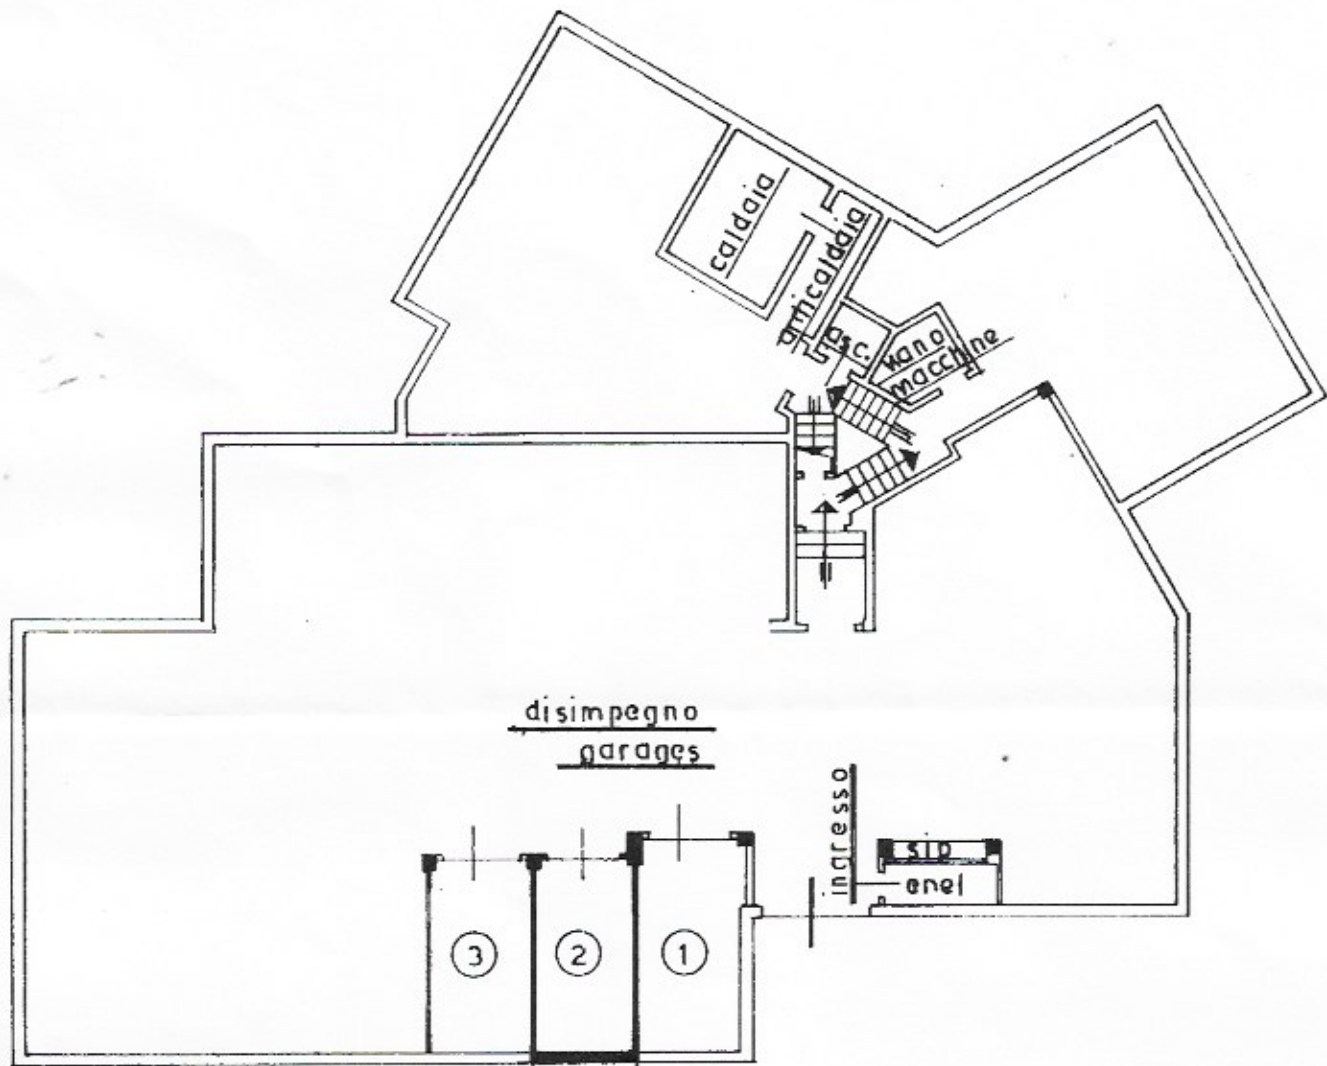 caldaia
anticaldaia
asc.
vano
macchine
disimpegno
garages
ingresso
SIP
enel
3
2
1